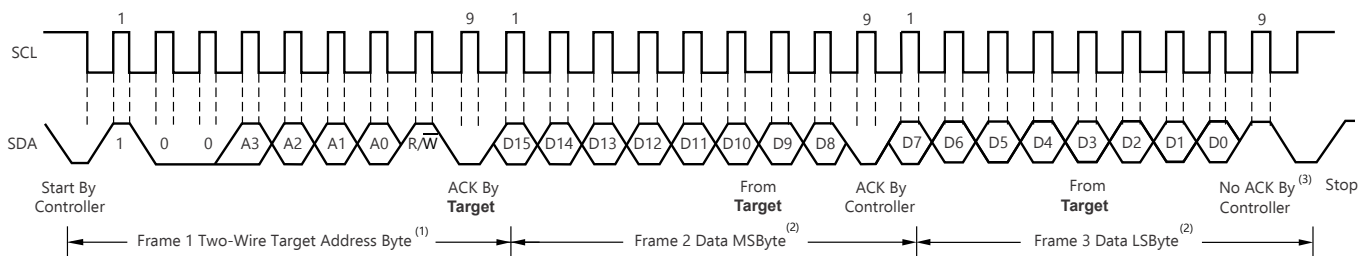 1 9 1 9 1 9
SCL
SDA 1 0 0 A3 A2 A1 A0 R/W D15 D14 D13 D12 D11 D10 D9 D8 D7 D6 D5 D4 D3 D2 D1 D0
Start By Controller
ACK By Target
From Target
ACK By Controller
From Target
No ACK By (3) Controller
Stop
Frame 1 Two-Wire Target Address Byte (1)
Frame 2 Data MSByte (2)
Frame 3 Data LSByte (2)